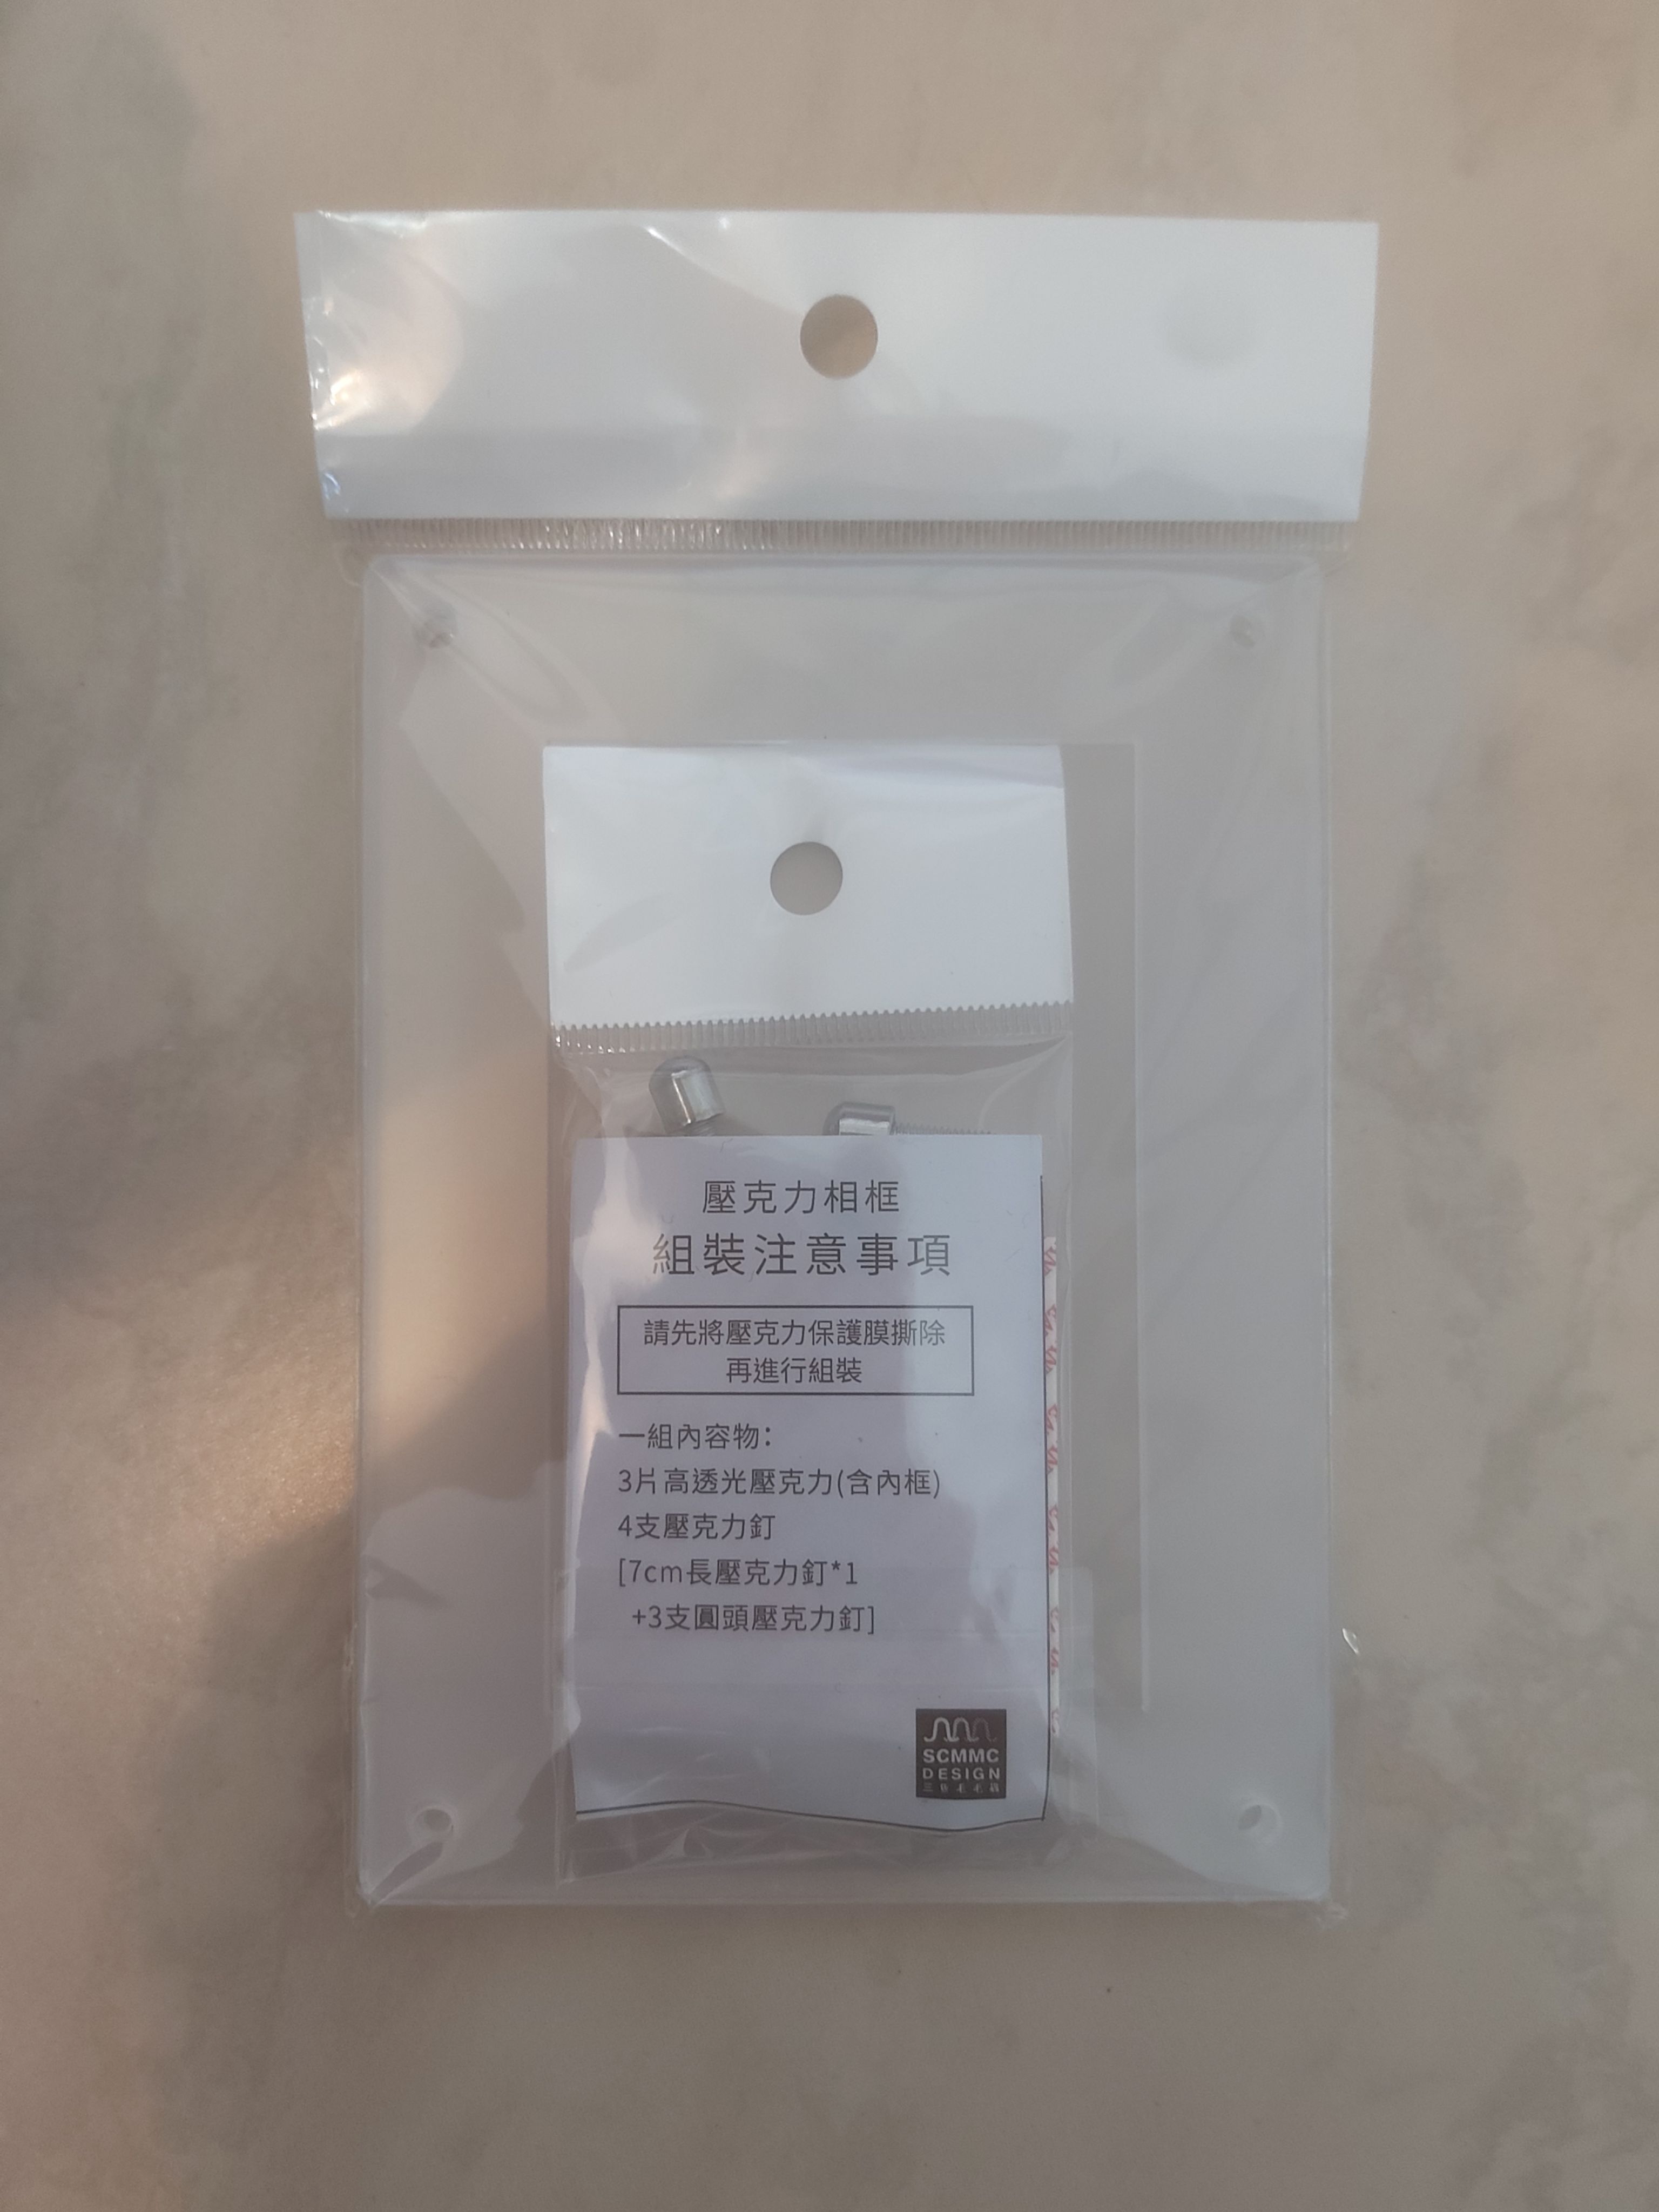 壓克力相框
組裝注意事項
請先將壓克力保護膜撕除
再進行組裝
一組內容物：
3片高透光壓克力(含內框)
4支壓克力釘
[7cm長壓克力釘*1
+3支圓頭壓克力釘]
SCMMC
DESIGN